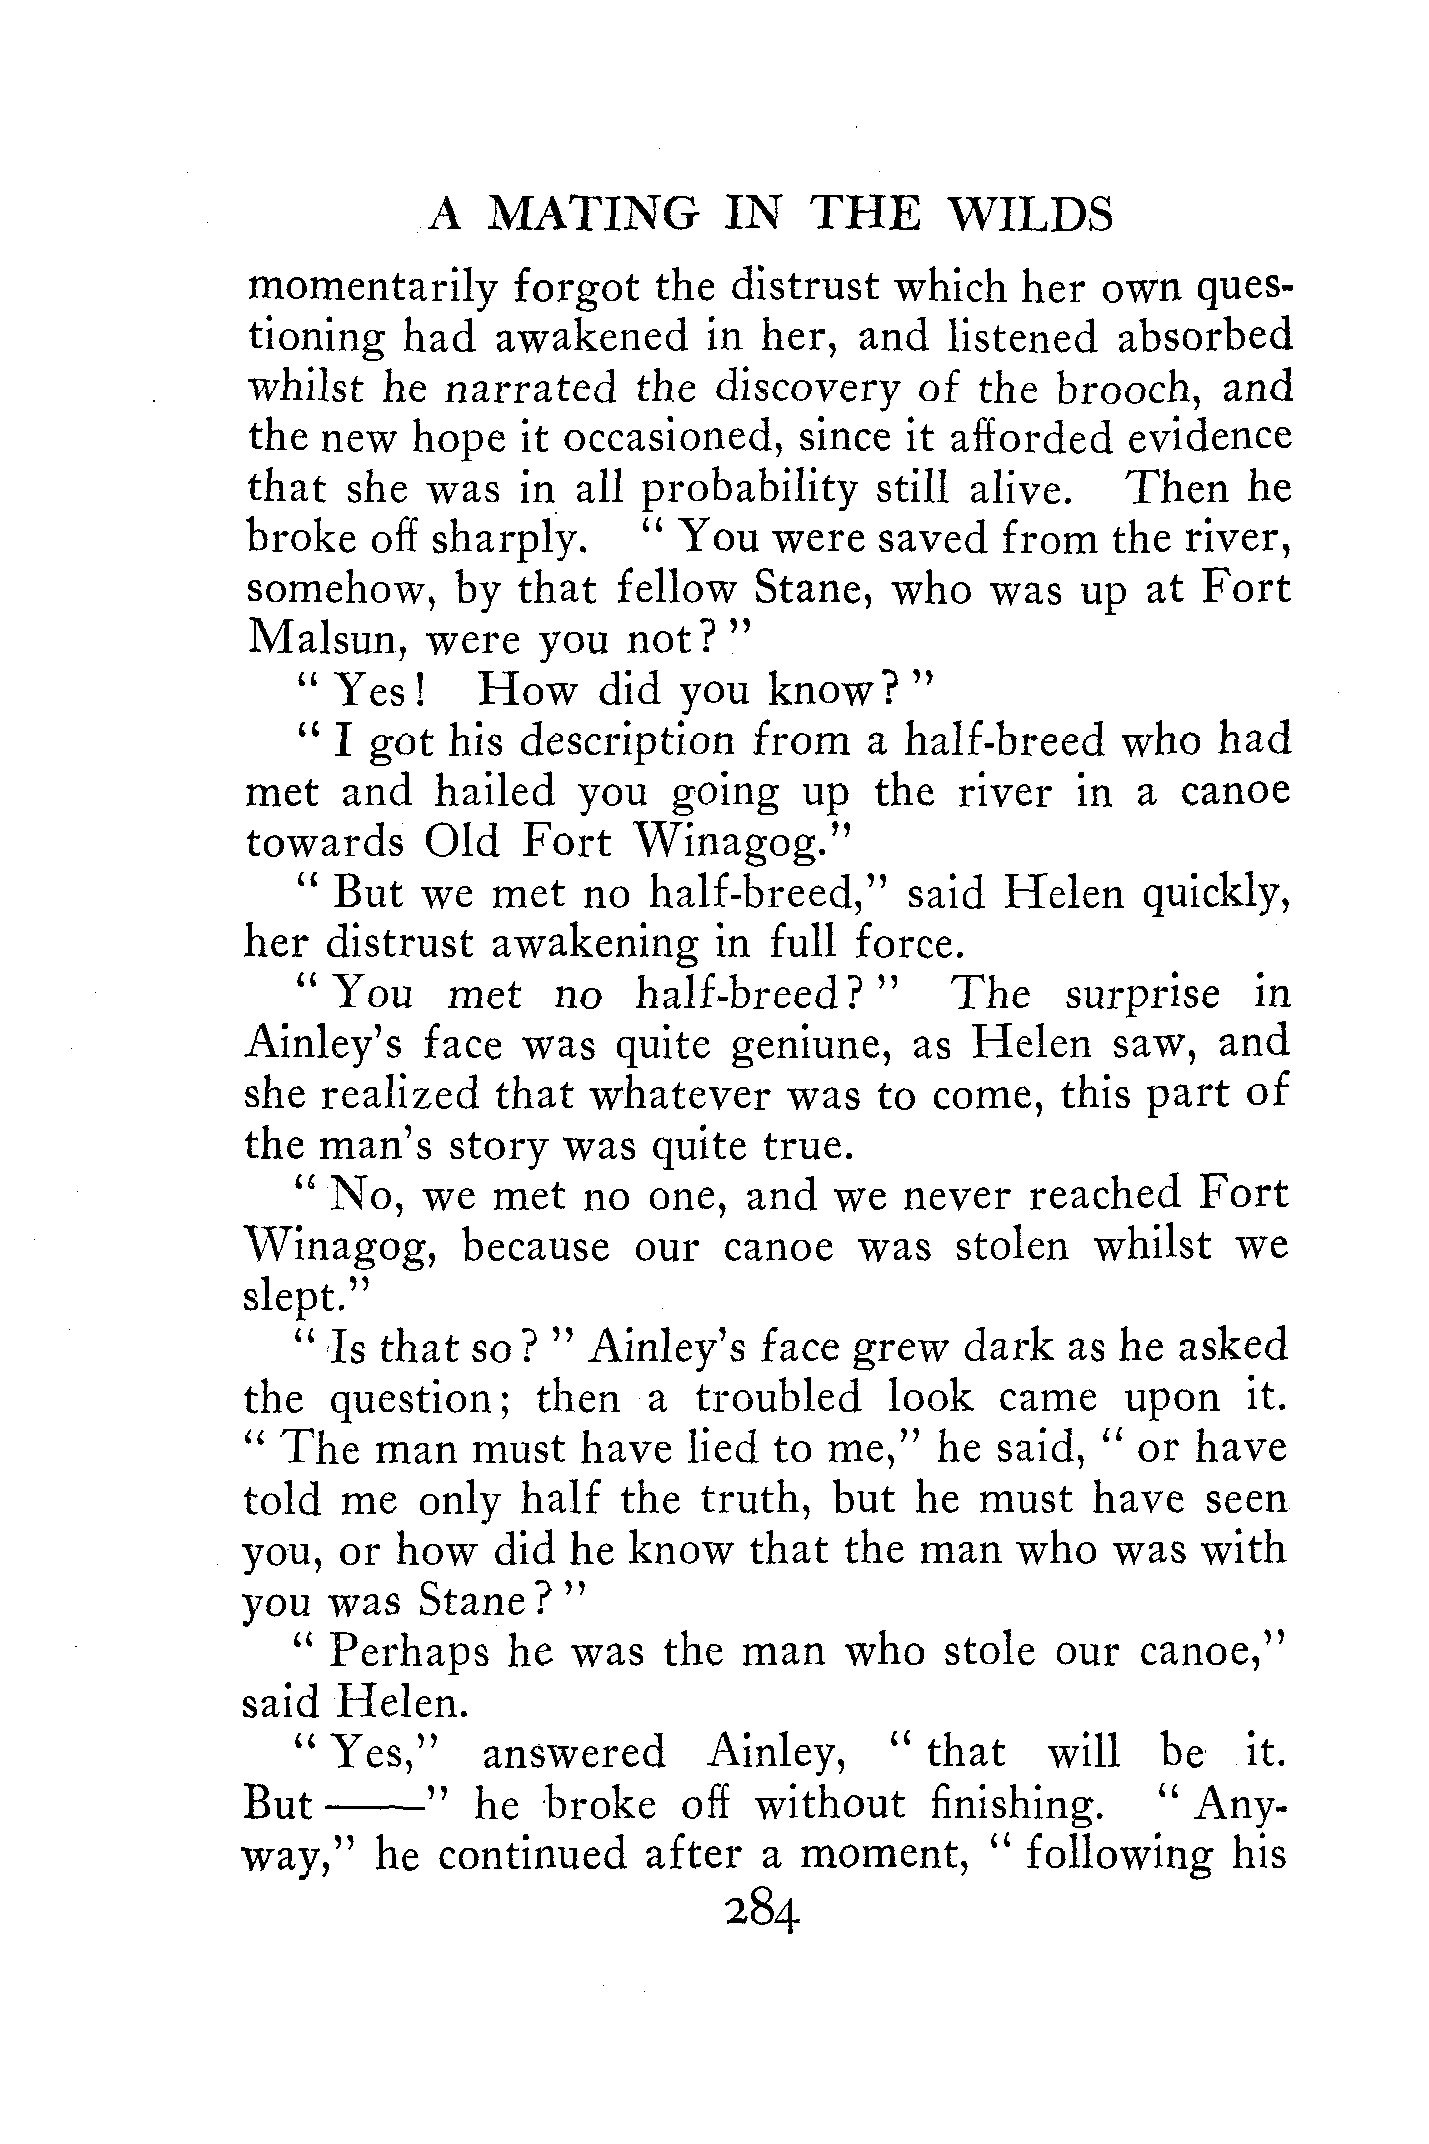 A MATING IN THE WILDS
momentarily forgot the distrust which her own ques-
tioning had awakened in her, and listened absorbed
whilst he narrated the discovery of the brooch, and
the new hope it occasioned, since it afforded evidence
that she was in all probability still alive. Then he
broke off sharply. “ You were saved from the river,
somehow, by that fellow Stane, who was up at Fort
Malsun, were you not? ”
“ Yes! How did you know? ”
“ I got his description from a half-breed who had
met and hailed you going up the river in a canoe
towards Old Fort Winagog.”
“ But we met no half-breed,” said Helen quickly,
her distrust awakening in full force.
“ You met no half-breed? ” The surprise in
Ainley’s face was quite geniune, as Helen saw, and
she realized that whatever was to come, this part of
the man’s story was quite true.
“ No, we met no one, and we never reached Fort
Winagog, because our canoe was stolen whilst we
slept.”
“ Is that so? ” Ainley’s face grew dark as he asked
the question; then a troubled look came upon it.
“ The man must have lied to me,” he said, “ or have
told me only half the truth, but he must have seen
you, or how did he know that the man who was with
you was Stane? ”
“ Perhaps he was the man who stole our canoe,”
said Helen.
“ Yes,” answered Ainley, “ that will be it.
But ——” he broke off without finishing. “ Any-
way,” he continued after a moment, “ following his
284